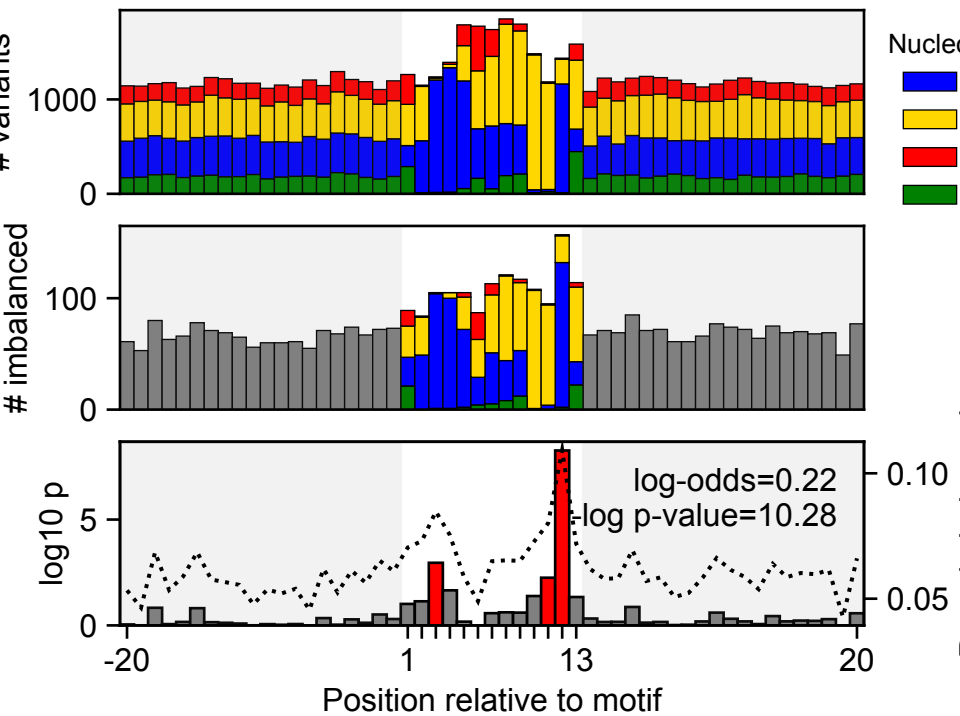 # variants
1000
0
Nucleo
# imbalanced
100
0
log10 p
5
0
log-odds=0.22
-log p-value=10.28
0.10
0.05
-20
1
13
20
Position relative to motif